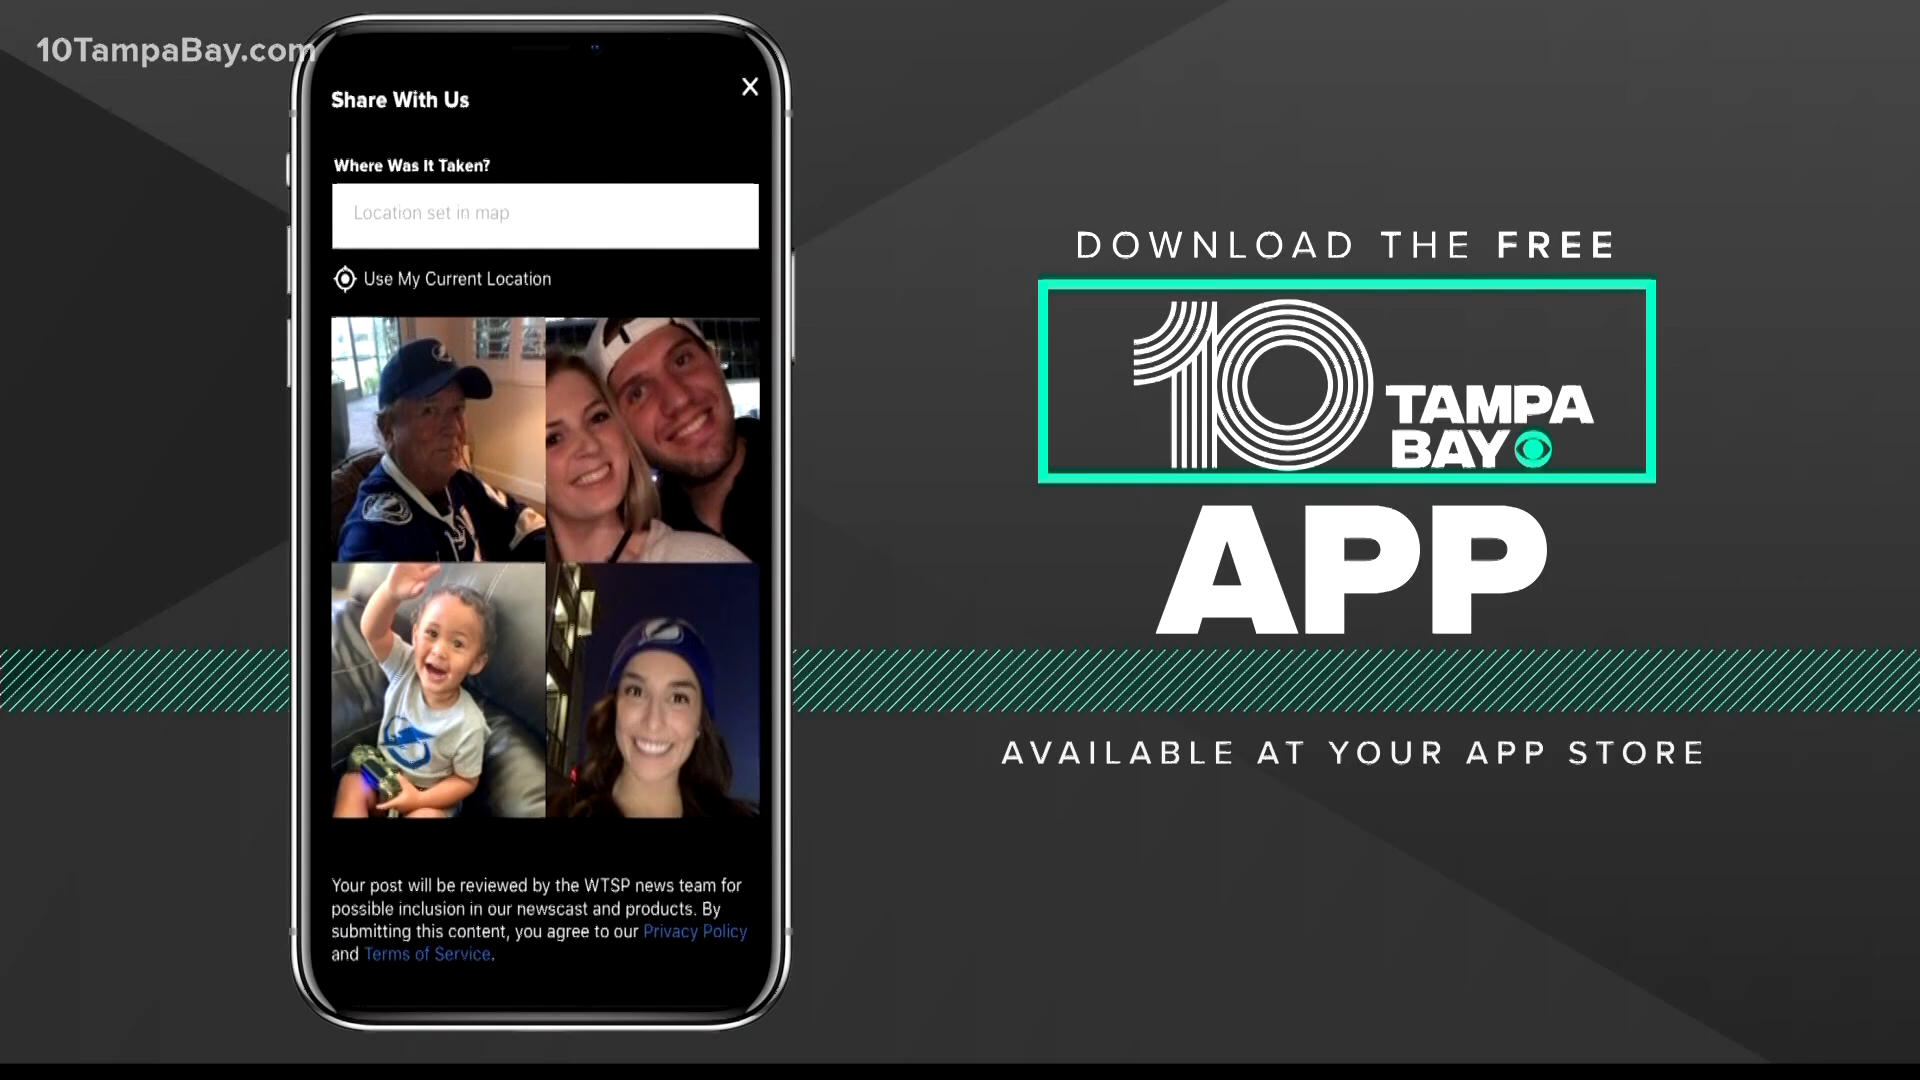 10TampaBay.com
Share With Us
X
Where Was It Taken?
Location set in map
Use My Current Location
Your post will be reviewed by the WTSP news team for
possible inclusion in our newscast and products. By
submitting this content, you agree to our Privacy Policy
and Terms of Service.
DOWNLOAD THE FREE
10 TAMPA
BAY
APP
AVAILABLE AT YOUR APP STORE